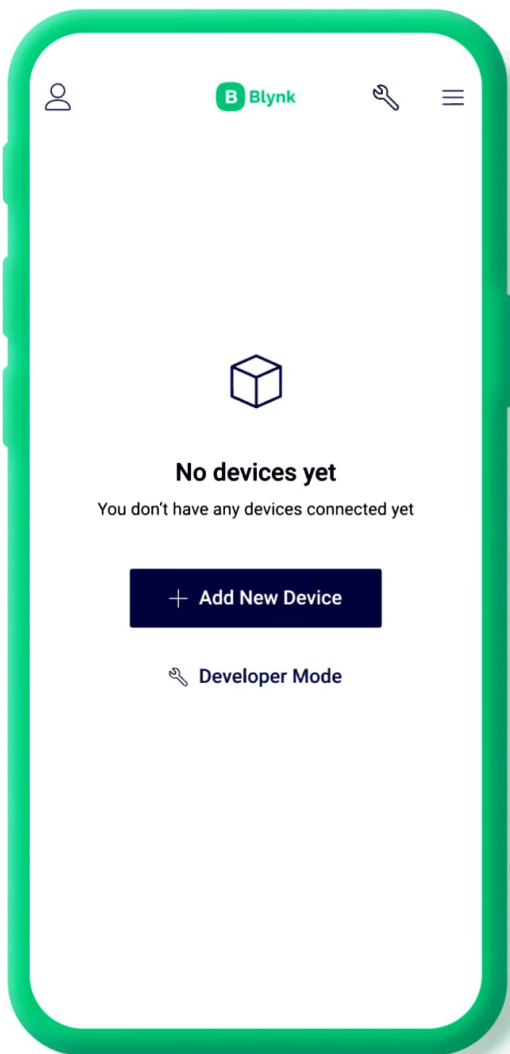 B Blynk
No devices yet
You don't have any devices connected yet
+ Add New Device
Developer Mode